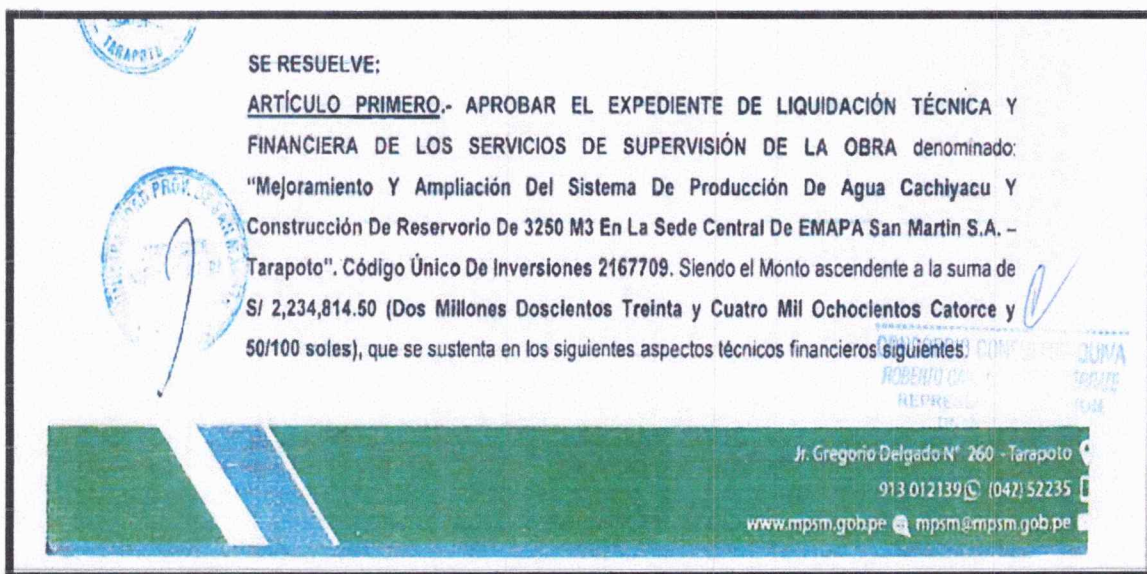 TARAPOTO
SE RESUELVE:
ARTÍCULO PRIMERO.- APROBAR EL EXPEDIENTE DE LIQUIDACIÓN TÉCNICA Y
FINANCIERA DE LOS SERVICIOS DE SUPERVISIÓN DE LA OBRA denominado:
"Mejoramiento Y Ampliación Del Sistema De Producción De Agua Cachiyacu Y
Construcción De Reservorio De 3250 M3 En La Sede Central De EMAPA San Martin S.A. –
Tarapoto". Código Único De Inversiones 2167709. Siendo el Monto ascendente a la suma de
S/ 2,234,814.50 (Dos Millones Doscientos Treinta y Cuatro Mil Ochocientos Catorce y
50/100 soles), que se sustenta en los siguientes aspectos técnicos financieros siguientes:
ROBERTO
Jr. Gregorio Delgado N° 260 - Tarapoto
913 012139 (042) 52235
www.mpsm.gob.pe mpsm@mpsm.gob.pe